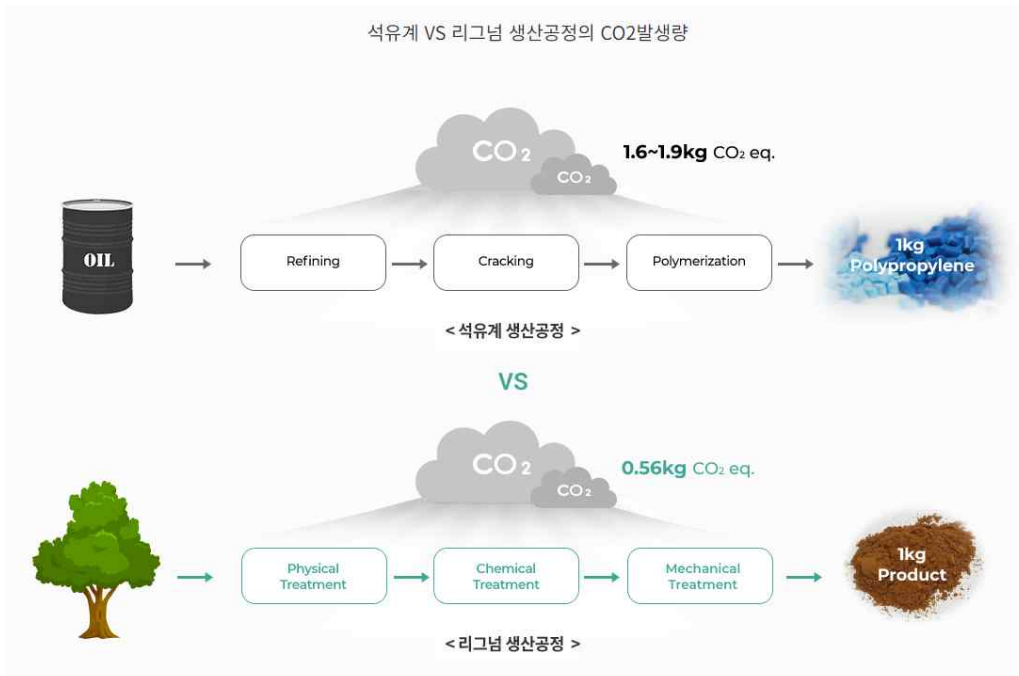 석유계 VS 리그넘 생산공정의 CO2발생량
CO₂
CO₂
1.6~1.9kg CO₂ eq.
OIL
Refining
Cracking
Polymerization
1kg
Polypropylene
< 석유계 생산공정 >
VS
CO₂
CO₂
0.56kg CO₂ eq.
Physical
Treatment
Chemical
Treatment
Mechanical
Treatment
1kg
Product
< 리그넘 생산공정 >